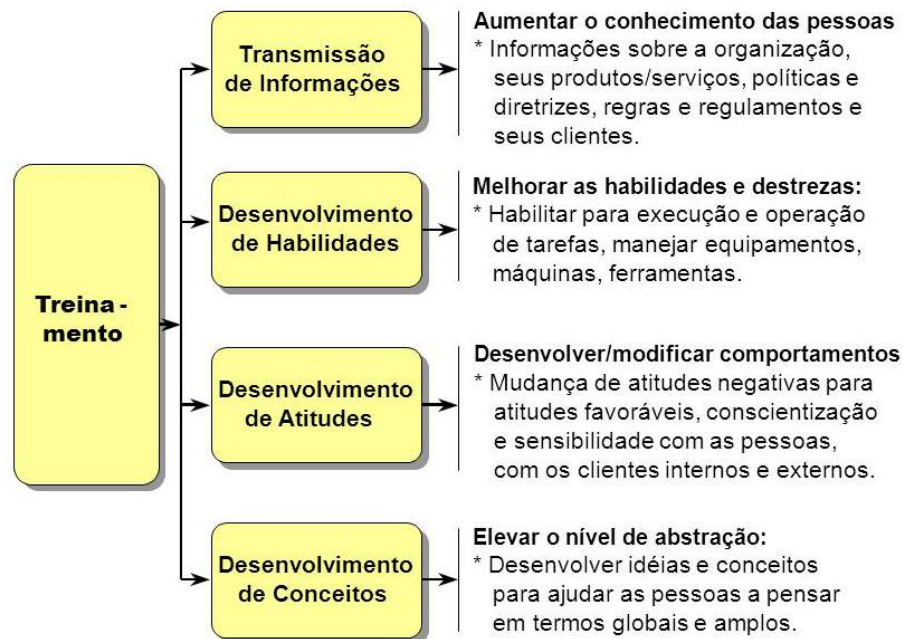 Treina -
mento
Transmissão
de Informações
Aumentar o conhecimento das pessoas
* Informações sobre a organização,
seus produtos/serviços, políticas e
diretrizes, regras e regulamentos e
seus clientes.
Desenvolvimento
de Habilidades
Melhorar as habilidades e destrezas:
* Habilitar para execução e operação
de tarefas, manejar equipamentos,
máquinas, ferramentas.
Desenvolvimento
de Atitudes
Desenvolver/modificar comportamentos
* Mudança de atitudes negativas para
atitudes favoráveis, conscientização
e sensibilidade com as pessoas,
com os clientes internos e externos.
Desenvolvimento
de Conceitos
Elevar o nível de abstração:
* Desenvolver idéias e conceitos
para ajudar as pessoas a pensar
em termos globais e amplos.